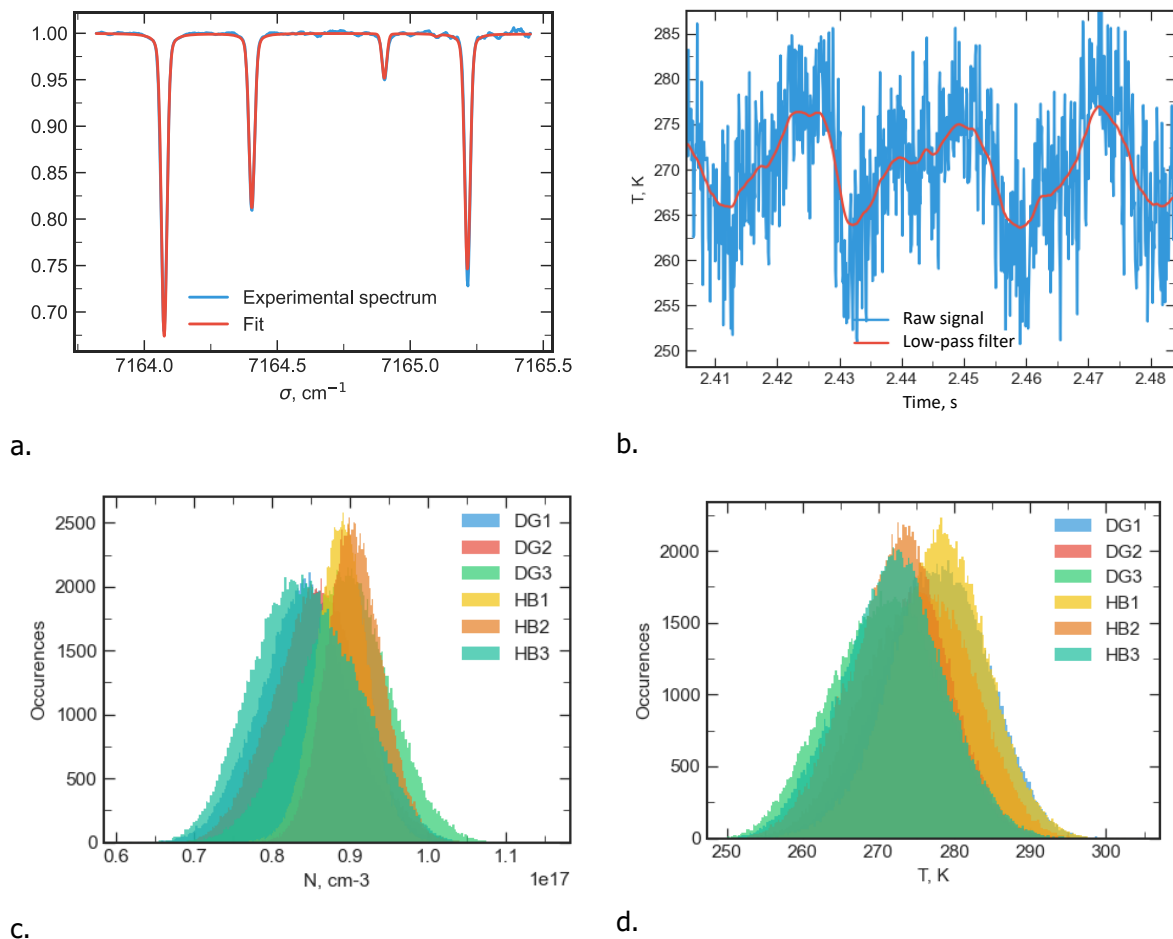 1.00
0.95
0.90
0.85
0.80
0.75
0.70
Experimental spectrum
Fit
7164.0 7164.5 7165.0 7165.5
σ, cm⁻¹
a.
285
280
275
270
265
260
255
250
T, K
Raw signal
Low-pass filter
2.41 2.42 2.43 2.44 2.45 2.46 2.47 2.48
Time, s
b.
2500
2000
1500
1000
500
0
Occurences
DG1
DG2
DG3
HB1
HB2
HB3
0.6 0.7 0.8 0.9 1.0 1.1
N, cm-3
1e17
c.
2000
1500
1000
500
0
Occurences
DG1
DG2
DG3
HB1
HB2
HB3
250 260 270 280 290 300
T, K
d.